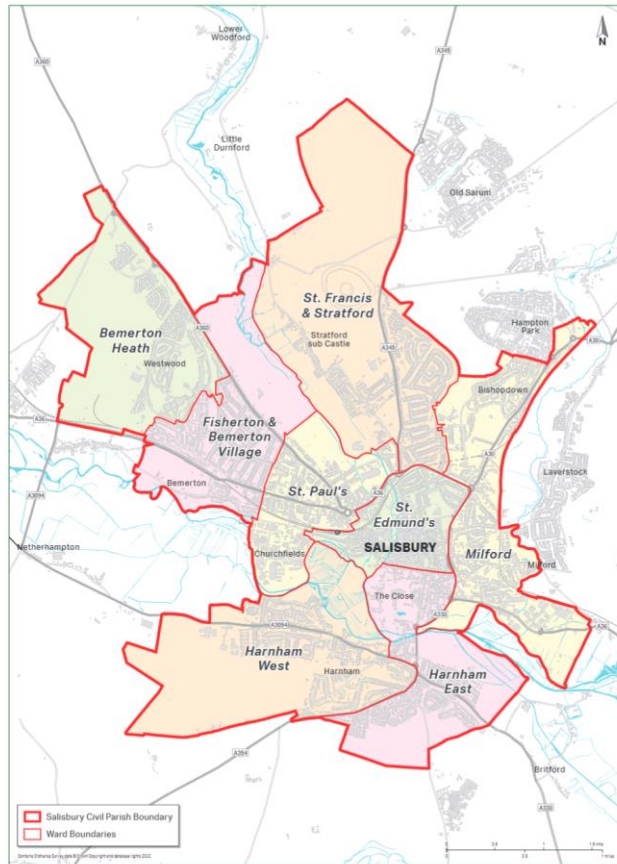 Lower
Woodford
A360
A345
N
Little
Durnford
Old Sarum
St. Francis
& Stratford
Stratford
sub Castle
A345
Hampton
Park
A30
Bemerton
Heath
A360
Westwood
Bishopdown
Fisherton &
Bemerton
Village
A36
A30
Laverstock
St. Paul's
A36
Bemerton
St.
Edmund's
A3094
SALISBURY
Milford
Netherhampton
Churchfields
Milford
The Close
A3094
A338
A36
Harnham
West
Harnham
Harnham
East
A354
Britford
A338
Salisbury Civil Parish Boundary
Ward Boundaries